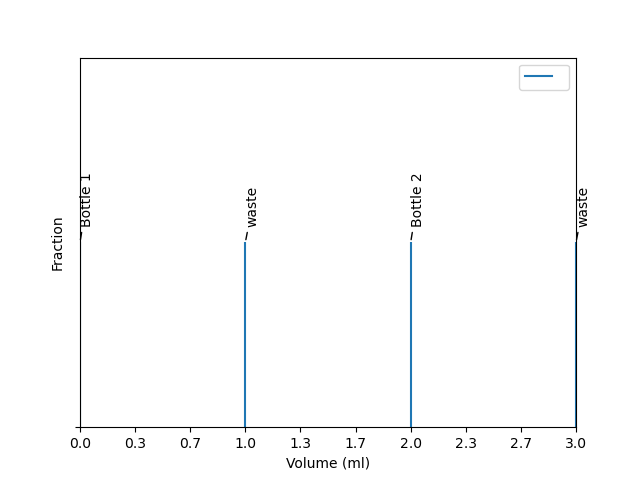 Bottle 1
waste
Bottle 2
waste
Fraction
0.0 0.3 0.7 1.0 1.3 1.7 2.0 2.3 2.7 3.0
Volume (ml)